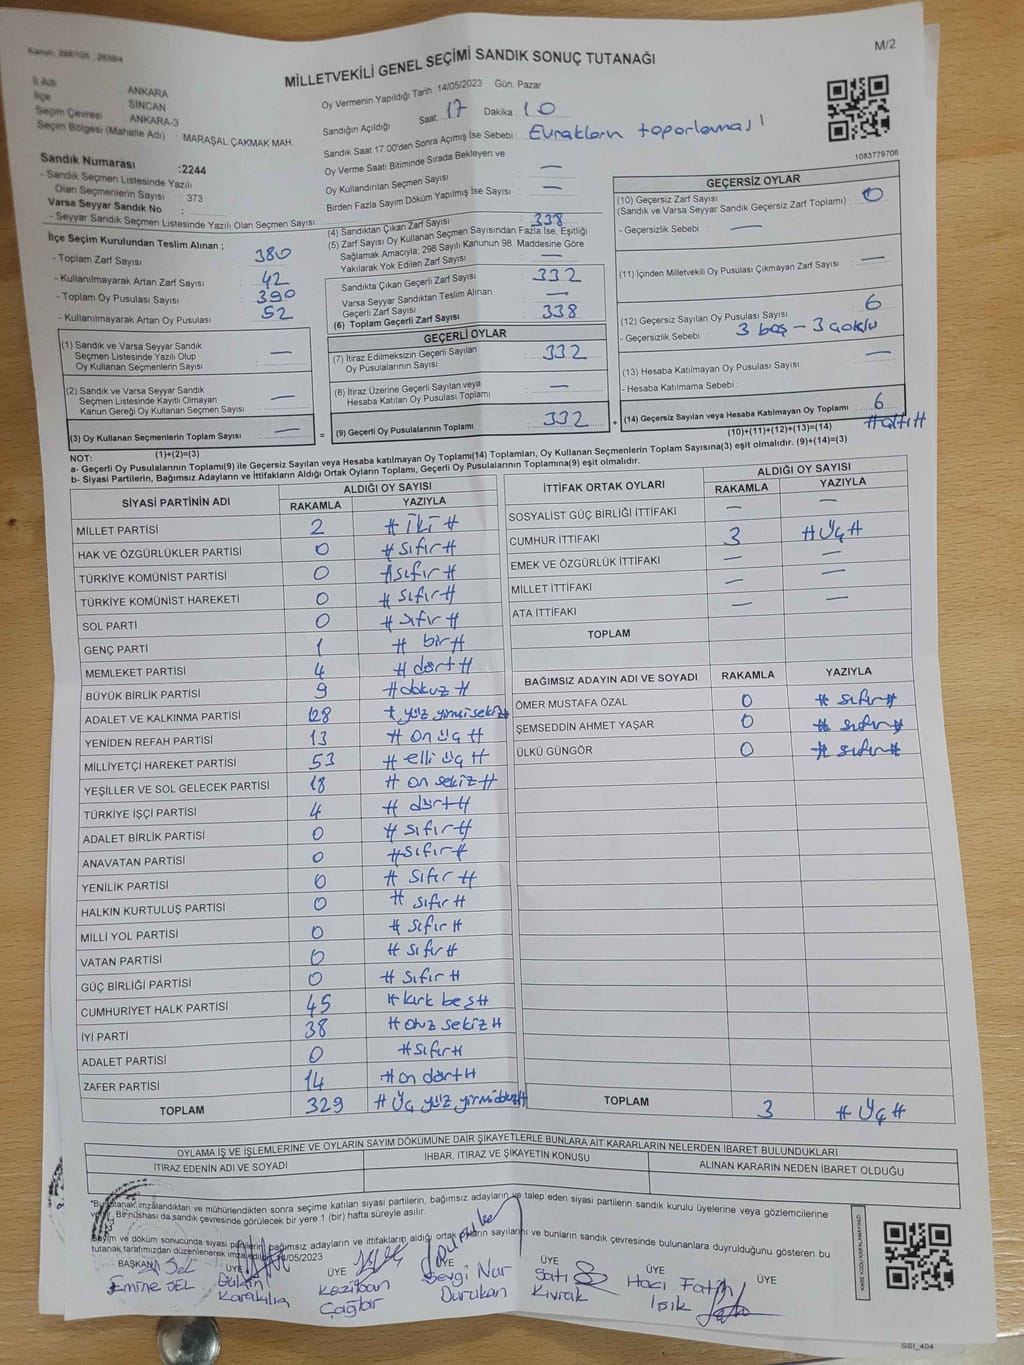 Kanun, 298/105 , 2839/4
M/2
MİLLETVEKİLİ GENEL SEÇİMİ SANDIK SONUÇ TUTANAĞI
İl Adı ANKARA
İlçe SİNCAN
Seçim Çevresi : ANKARA-3
Seçim Bölgesi (Mahalle Adı) : MARAŞAL ÇAKMAK MAH.
Oy Vermenin Yapıldığı Tarih : 14/05/2023 Gün: Pazar
Sandığın Açıldığı Saat: 17 Dakika : 10
Sandık Saat 17:00'den Sonra Açımış İse Sebebi : Evrakların toparlanması
Oy Verme Saati Bitiminde Sırada Bekleyen ve
Oy Kullandırılan Seçmen Sayısı —
Birden Fazla Sayım Döküm Yapılmış İse Sayısı : —
1083779706
Sandık Numarası :2244
- Sandık Seçmen Listesinde Yazılı
Olan Seçmenlerin Sayısı : 373
Varsa Seyyar Sandık No :
- Seyyar Sandık Seçmen Listesinde Yazılı Olan Seçmen Sayısı:
İlçe Seçim Kurulundan Teslim Alınan ;
- Toplam Zarf Sayısı 380
- Kullanılmayarak Artan Zarf Sayısı 42
- Toplam Oy Pusulası Sayısı 390
- Kullanılmayarak Artan Oy Pusulası 52
(1) Sandık ve Varsa Seyyar Sandık
Seçmen Listesinde Yazılı Olup
Oy Kullanan Seçmenlerin Sayısı : —
(2) Sandık ve Varsa Seyyar Sandık
Seçmen Listesinde Kayıtlı Olmayan
Kanun Gereği Oy Kullanan Seçmen Sayısı : —
(3) Oy Kullanan Seçmenlerin Toplam Sayısı : —
(1)+(2)=(3)
(4) Sandıktan Çıkan Zarf Sayısı 338
(5) Zarf Sayısı Oy Kullanan Seçmen Sayısından Fazla İse, Eşitliği
Sağlamak Amacıyla; 298 Sayılı Kanunun 98. Maddesine Göre
Yakılarak Yok Edilen Zarf Sayısı —
Sandıkta Çıkan Geçerli Zarf Sayısı : 332
Varsa Seyyar Sandıktan Teslim Alınan
Geçerli Zarf Sayısı —
(6) Toplam Geçerli Zarf Sayısı : 338
GEÇERLİ OYLAR
(7) İtiraz Edilmeksizin Geçerli Sayılan
Oy Pusulalarının Sayısı : 332
(8) İtiraz Üzerine Geçerli Sayılan veya
Hesaba Katılan Oy Pusulası Toplamı : —
= (9) Geçerli Oy Pusulalarının Toplamı : 332 +
GEÇERSİZ OYLAR
(10) Geçersiz Zarf Sayısı
(Sandık ve Varsa Seyyar Sandık Geçersiz Zarf Toplamı) : 0
- Geçersizlik Sebebi : —
(11) İçinden Milletvekili Oy Pusulası Çıkmayan Zarf Sayısı : —
(12) Geçersiz Sayılan Oy Pusulası Sayısı : 6
- Geçersizlik Sebebi : 3 boş - 3 çoklu
(13) Hesaba Katılmayan Oy Pusulası Sayısı : —
- Hesaba Katılmama Sebebi :
(14) Geçersiz Sayılan veya Hesaba Katılmayan Oy Toplamı : 6
(10)+(11)+(12)+(13)=(14) #altı#
NOT:
a- Geçerli Oy Pusulalarının Toplamı(9) ile Geçersiz Sayılan veya Hesaba katılmayan Oy Toplamı(14) Toplamları, Oy Kullanan Seçmenlerin Toplam Sayısına(3) eşit olmalıdır. (9)+(14)=(3)
b- Siyasi Partilerin, Bağımsız Adayların ve İttifakların Aldığı Ortak Oyların Toplamı, Geçerli Oy Pusulalarının Toplamına(9) eşit olmalıdır.
SİYASİ PARTİNİN ADI ALDIĞI OY SAYISI
RAKAMLA YAZIYLA
MİLLET PARTİSİ 2 # İki #
HAK VE ÖZGÜRLÜKLER PARTİSİ 0 # sıfır #
TÜRKİYE KOMÜNİST PARTİSİ 0 #sıfır #
TÜRKİYE KOMÜNİST HAREKETİ 0 # sıfır #
SOL PARTİ 0 # sıfır #
GENÇ PARTİ 1 # bir #
MEMLEKET PARTİSİ 4 # dört #
BÜYÜK BİRLİK PARTİSİ 9 # dokuz #
ADALET VE KALKINMA PARTİSİ 128 # yüz yirmi sekiz
YENİDEN REFAH PARTİSİ 13 # on üç #
MİLLİYETÇİ HAREKET PARTİSİ 53 # elli üç #
YEŞİLLER VE SOL GELECEK PARTİSİ 18 # on sekiz #
TÜRKİYE İŞÇİ PARTİSİ 4 # dört #
ADALET BİRLİK PARTİSİ 0 # sıfır #
ANAVATAN PARTİSİ 0 #sıfır#
YENİLİK PARTİSİ 0 # sıfır #
HALKIN KURTULUŞ PARTİSİ 0 # sıfır #
MİLLİ YOL PARTİSİ 0 # sıfır #
VATAN PARTİSİ 0 # sıfır #
GÜÇ BİRLİĞİ PARTİSİ 0 # sıfır #
CUMHURİYET HALK PARTİSİ 45 # kırk beş #
İYİ PARTİ 38 # otuz sekiz #
ADALET PARTİSİ 0 #sıfır#
ZAFER PARTİSİ 14 # on dört #
TOPLAM 329 # Üç yüz yirmi dokuz #
İTTİFAK ORTAK OYLARI ALDIĞI OY SAYISI
RAKAMLA YAZIYLA
SOSYALİST GÜÇ BİRLİĞİ İTTİFAKI — —
CUMHUR İTTİFAKI 3 # Üç #
EMEK VE ÖZGÜRLÜK İTTİFAKI — —
MİLLET İTTİFAKI — —
ATA İTTİFAKI — —
TOPLAM
BAĞIMSIZ ADAYIN ADI VE SOYADI RAKAMLA YAZIYLA
ÖMER MUSTAFA ÖZAL 0 # sıfır #
ŞEMSEDDİN AHMET YAŞAR 0 # sıfır #
ÜLKÜ GÜNGÖR 0 # sıfır #
TOPLAM 3 # Üç #
OYLAMA İŞ VE İŞLEMLERİNE VE OYLARIN SAYIM DÖKÜMÜNE DAİR ŞİKAYETLERLE BUNLARA AİT KARARLARIN NELERDEN İBARET BULUNDUKLARI
İTİRAZ EDENİN ADI VE SOYADI İHBAR, İTİRAZ VE ŞİKAYETİN KONUSU ALINAN KARARIN NEDEN İBARET OLDUĞU
*Bu tutanak imzalandıktan ve mühürlendikten sonra seçime katılan siyasi partilerin, bağımsız adayların ve talep eden siyasi partilerin sandık kurulu üyelerine veya gözlemcilerine
Bir nüshası da sandık çevresinde görülecek bir yere 1 (bir) hafta süreyle asılır.
Sayım ve döküm sonucunda siyasi partilerin bağımsız adayların ve ittifakların aldığı ortak oyların sayılarını ve bunların sandık çevresinde bulunanlara duyrulduğunu gösteren bu
tutanak tarafımızdan düzenlenerek imza edildi. 14/05/2023
BAŞKAN ÜYE ÜYE ÜYE ÜYE ÜYE ÜYE
Emine SEL
Karakılıa
Keziban Çağlar
Sevgi Nur Durukan
Satı Kıvrak
Hacı Fatih Işık
KARE KODU KARALAMAYINIZ!
SSİ_404